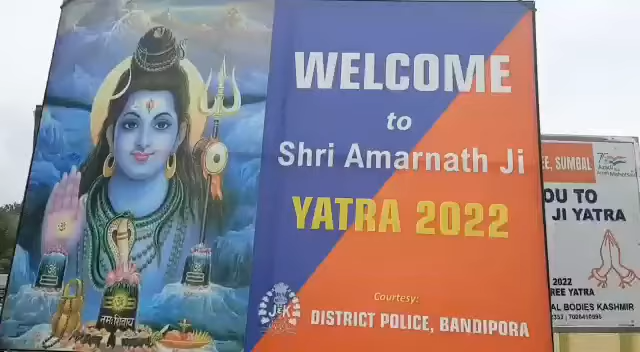 WELCOME
to
Shri Amarnath Ji
YATRA 2022
Courtesy:
DISTRICT POLICE, BANDIPORA
J&K
ॐ
नमः शिवाय
SUMBAL
OU TO
JI YATRA
2022
REE YATRA
AL BODIES KASHMIR